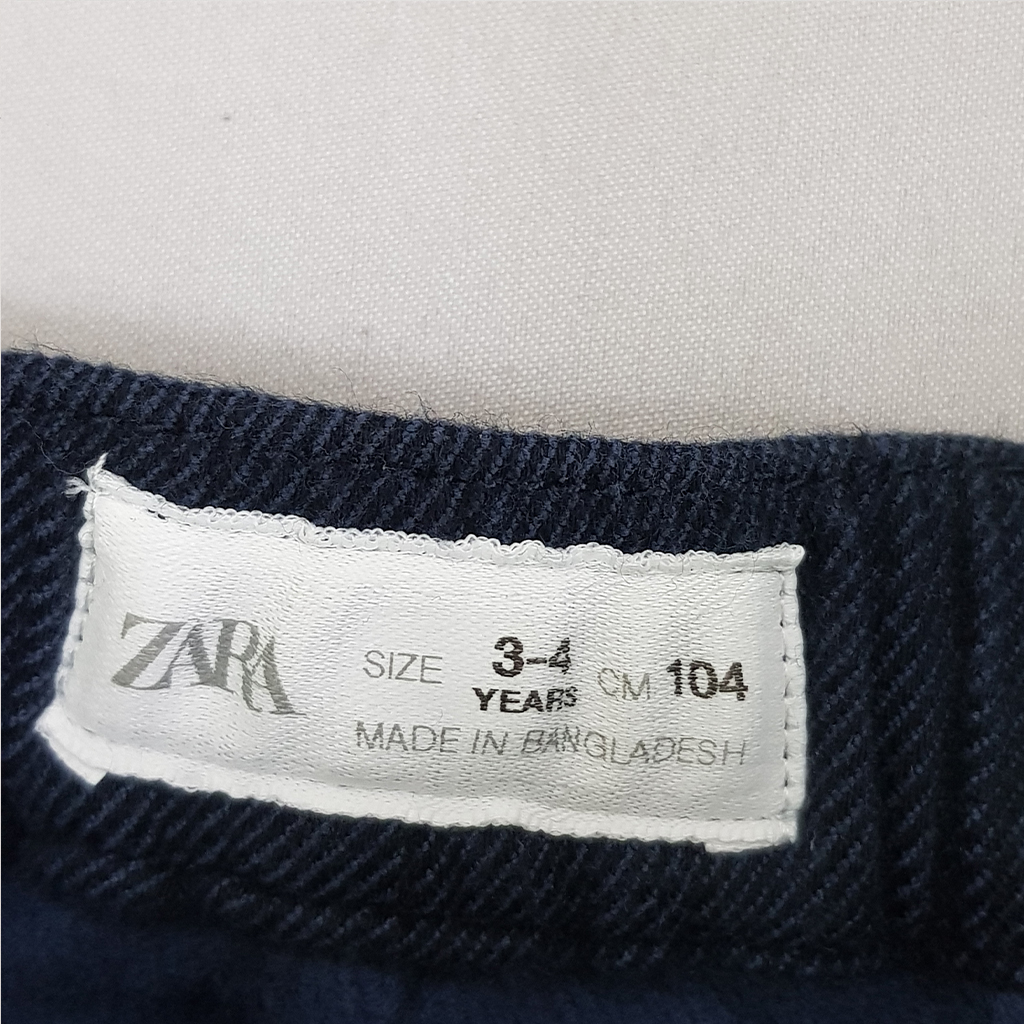 ZARA
SIZE 3-4 YEARS CM 104
MADE IN BANGLADESH